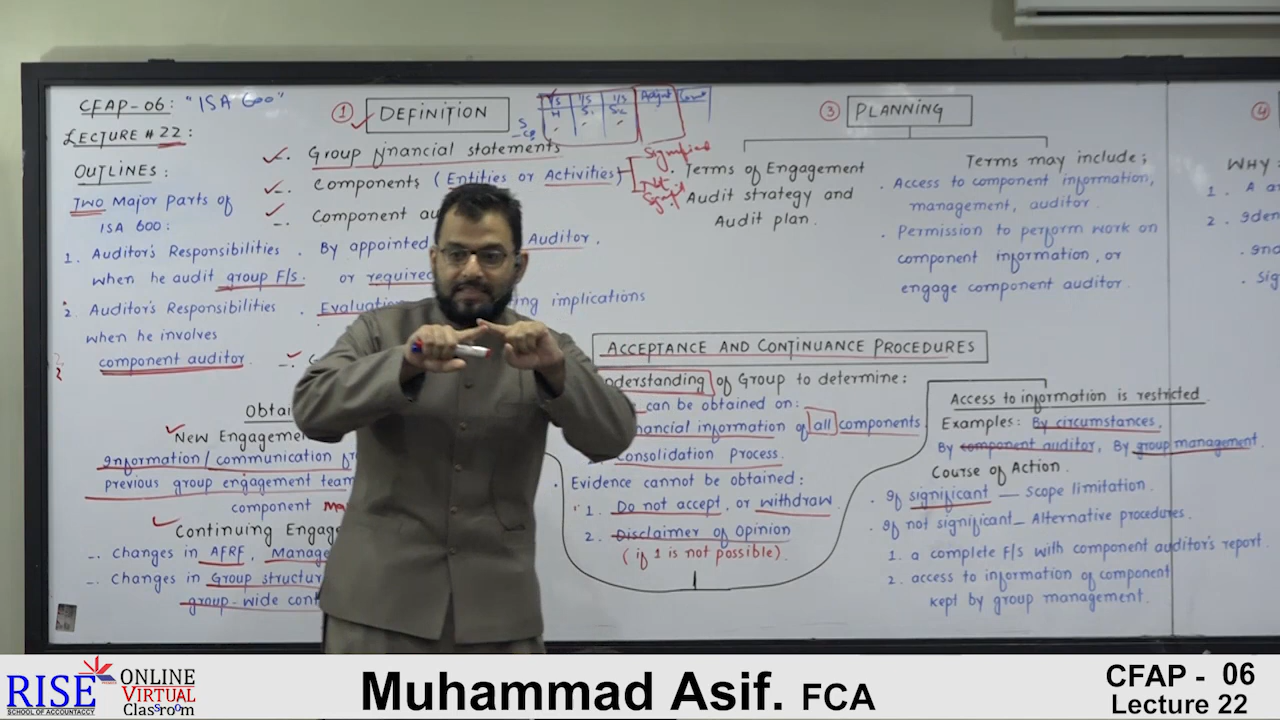 CFAP-06: "ISA 600"
LECTURE # 22:
OUTLINES:
TWO Major parts of
ISA 600:
1. Auditor's Responsibilities
when he audit group F/s.
2. Auditor's Responsibilities
when he involves
component auditor.
1 DEFINITION
Group financial statements
Components (Entities or Activities)
Component au
By appointed Auditor.
or required
Evaluation ing implications
New Engageme
Information/communication
previous group engagement team
component
Continuing Engag
Changes in AFRF, Manage
Changes in Group structur
group-wide cont
3 PLANNING
Terms of Engagement
Audit strategy and
Audit plan.
Terms may include;
Access to component information,
management, auditor.
Permission to perform work on
component information, or
engage component auditor.
4
WHY
1. A a
2. Iden
Sig
ACCEPTANCE AND CONTINUANCE PROCEDURES
nderstanding of Group to determine:
can be obtained on:
nancial information of all components
Consolidation Process.
Evidence cannot be obtained:
1. Do not accept, or withdraw
2. Disclaimer of Opinion
(if 1 is not possible).
Access to information is restricted
Examples: By circumstances,
By component auditor, By group management.
Course of Action.
If significant — Scope limitation.
If not significant — Alternative procedures.
1. a complete F/s with component auditor's report.
2. access to information of component
kept by group management.
RISE
SCHOOL OF ACCOUNTANCY
ONLINE
VIRTUAL
Classroom
Muhammad Asif. FCA
CFAP - 06
Lecture 22